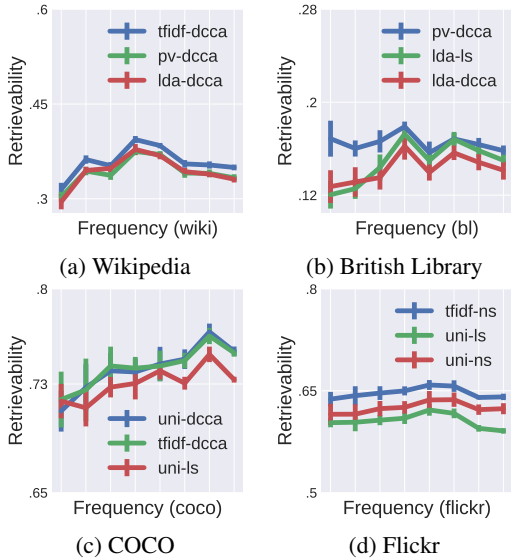 .6
.45
.3
Retrievability
tfidf-dcca
pv-dcca
lda-dcca
Frequency (wiki)
(a) Wikipedia
.28
.2
.12
Retrievability
pv-dcca
lda-ls
lda-dcca
Frequency (bl)
(b) British Library
.8
.73
.65
Retrievability
uni-dcca
tfidf-dcca
uni-ls
Frequency (coco)
(c) COCO
.8
.65
.5
Retrievability
tfidf-ns
uni-ls
uni-ns
Frequency (flickr)
(d) Flickr